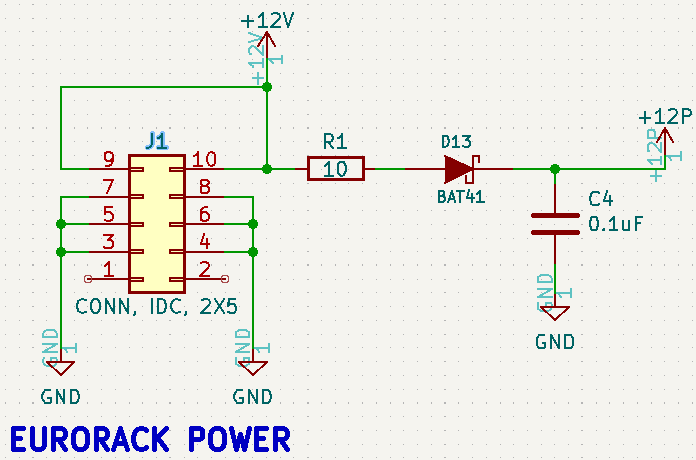 +12V
+12V
1
+12P
+12P
1
J1
R1
10
D13
BAT41
9
10
7
8
5
6
3
4
1
2
C4
0.1uF
CONN, IDC, 2X5
GND
1
GND
GND
1
GND
GND
1
GND
EURORACK POWER